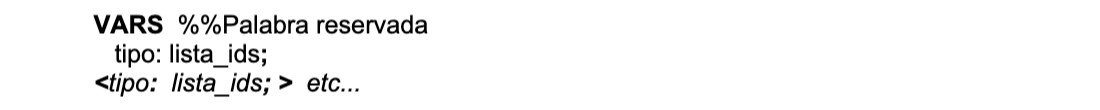 VARS %%Palabra reservada
tipo: lista_ids;
<tipo: lista_ids; > etc...